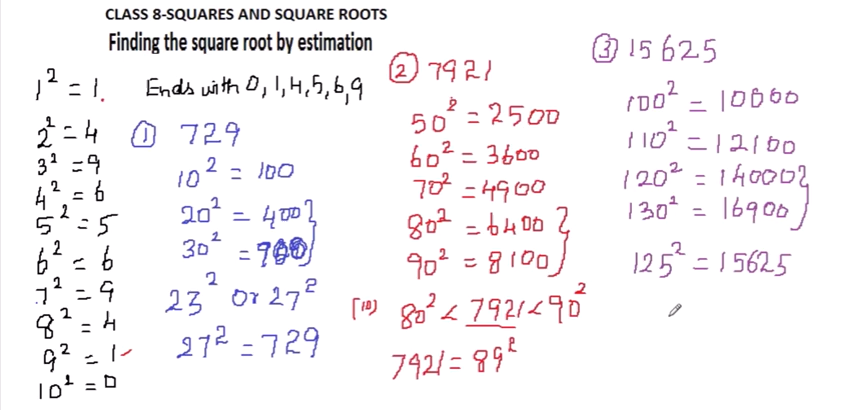 CLASS 8-SQUARES AND SQUARE ROOTS
Finding the square root by estimation
1² = 1.
2² = 4
3² = 9
4² = 6
5² = 5
6² = 6
7² = 9
8² = 4
9² = 1
10² = 0
Ends with 0, 1, 4, 5, 6, 9
① 729
10² = 100
20² = 400
30² = 900
23² or 27²
27² = 729
② 7921
50² = 2500
60² = 3600
70² = 4900
80² = 6400
90² = 8100
80² < 7921 < 90²
7921 = 89²
③ 15625
100² = 10000
110² = 12100
120² = 14000
130² = 16900
125² = 15625